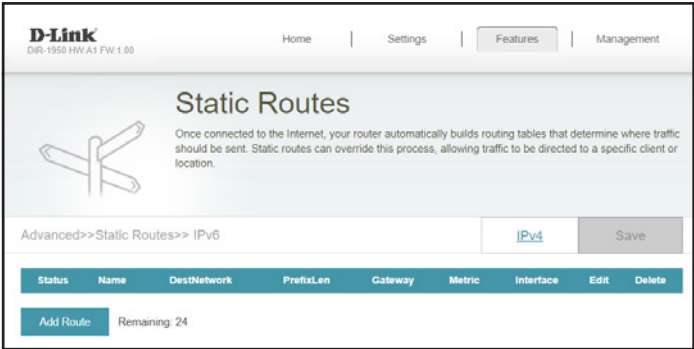 D-Link
DIR-1950 HW:A1 FW:1.00
Home | Settings | Features | Management
Static Routes
Once connected to the Internet, your router automatically builds routing tables that determine where traffic
should be sent. Static routes can override this process, allowing traffic to be directed to a specific client or
location.
Advanced>>Static Routes>> IPv6
IPv4
Save
Status Name DestNetwork PrefixLen Gateway Metric Interface Edit Delete
Add Route Remaining: 24